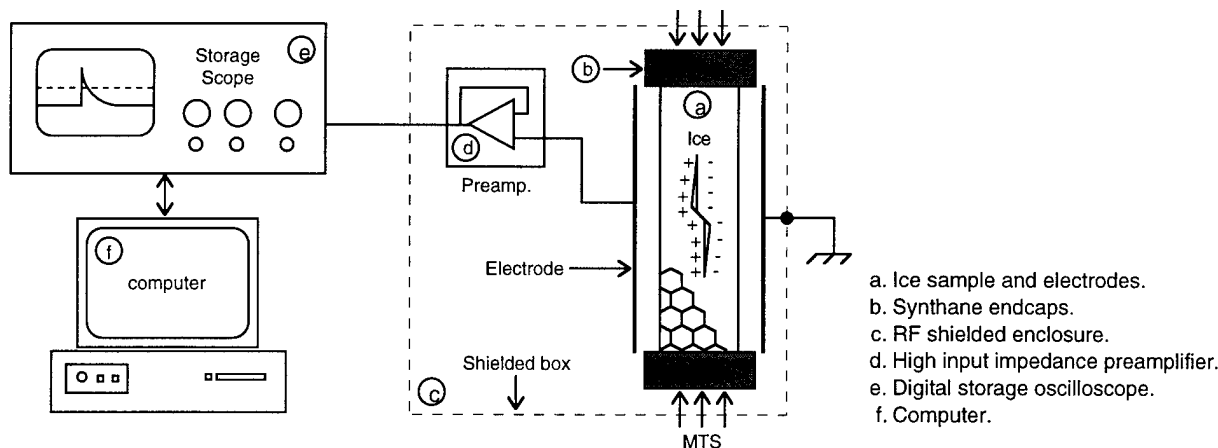 Storage
Scope
e
b
a
Ice
d
Preamp.
+ -
+ -
+ -
+ -
+ -
+ -
+ -
+ -
f
computer
Electrode
Shielded box
c
MTS
a. Ice sample and electrodes.
b. Synthane endcaps.
c. RF shielded enclosure.
d. High input impedance preamplifier.
e. Digital storage oscilloscope.
f. Computer.